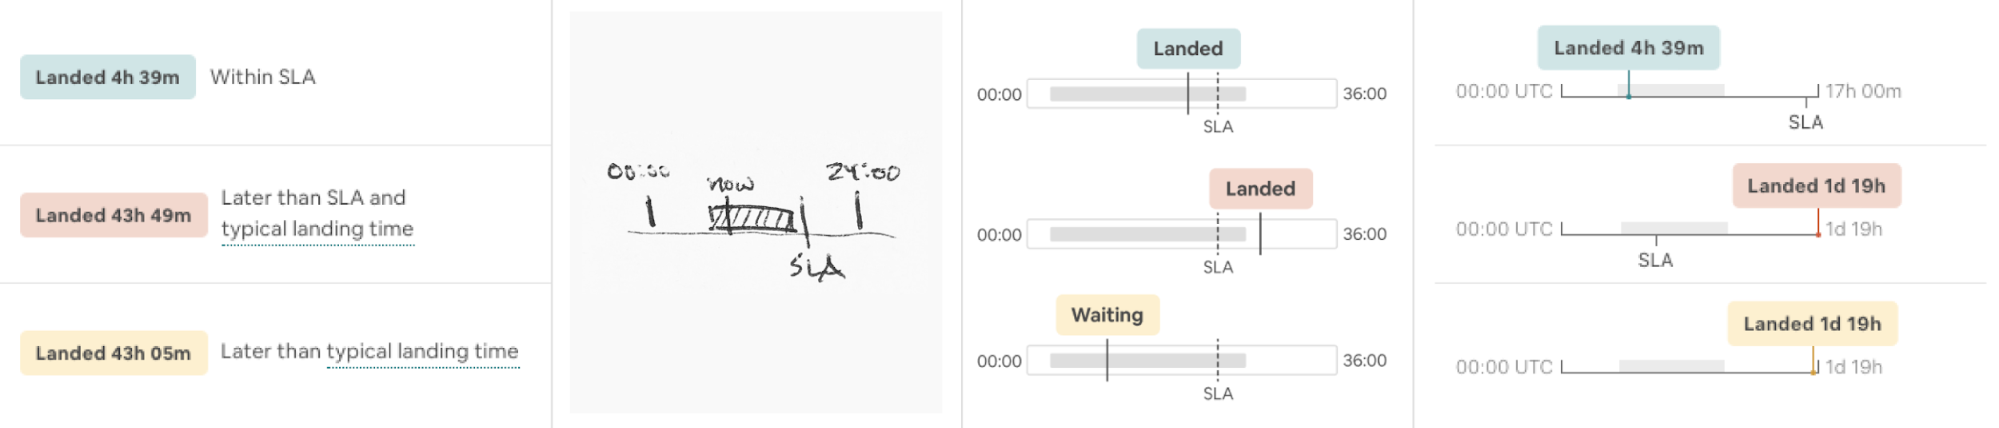 Landed 4h 39m
Within SLA
Landed 43h 49m
Later than SLA and
typical landing time
Landed 43h 05m
Later than typical landing time
00:00
now
24:00
SLA
Landed
00:00
36:00
SLA
Landed
00:00
36:00
SLA
Waiting
00:00
36:00
SLA
Landed 4h 39m
00:00 UTC
17h 00m
SLA
Landed 1d 19h
00:00 UTC
1d 19h
SLA
Landed 1d 19h
00:00 UTC
1d 19h